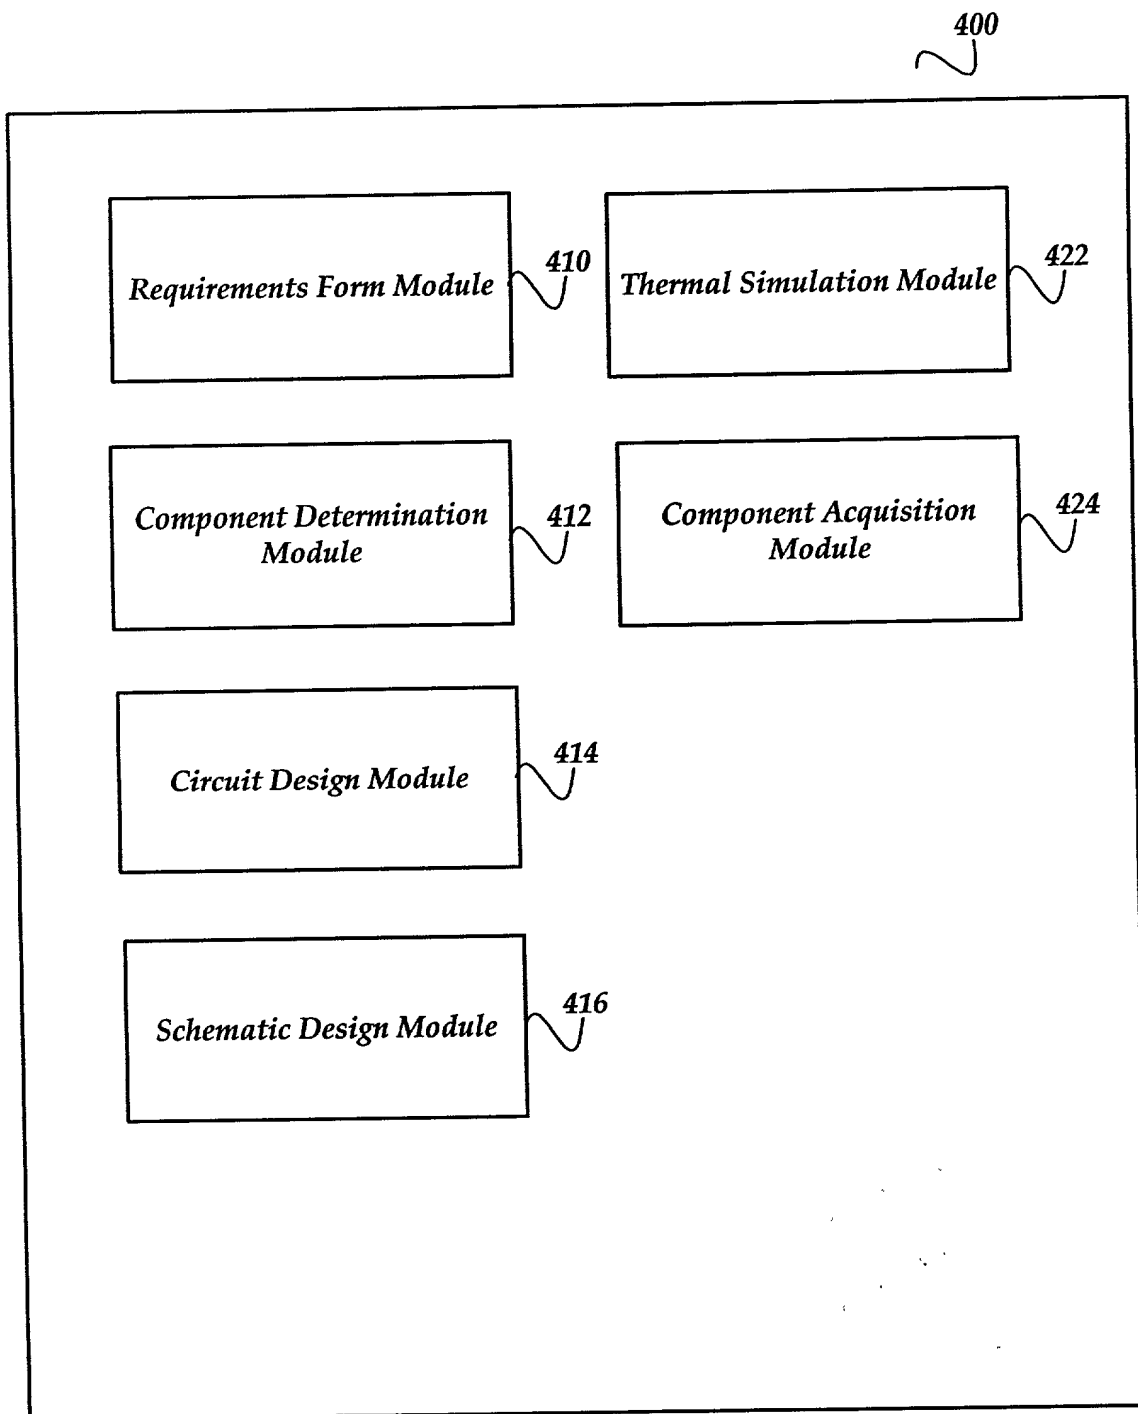 400
Requirements Form Module
410
Thermal Simulation Module
422
Component Determination
Module
412
Component Acquisition
Module
424
Circuit Design Module
414
Schematic Design Module
416